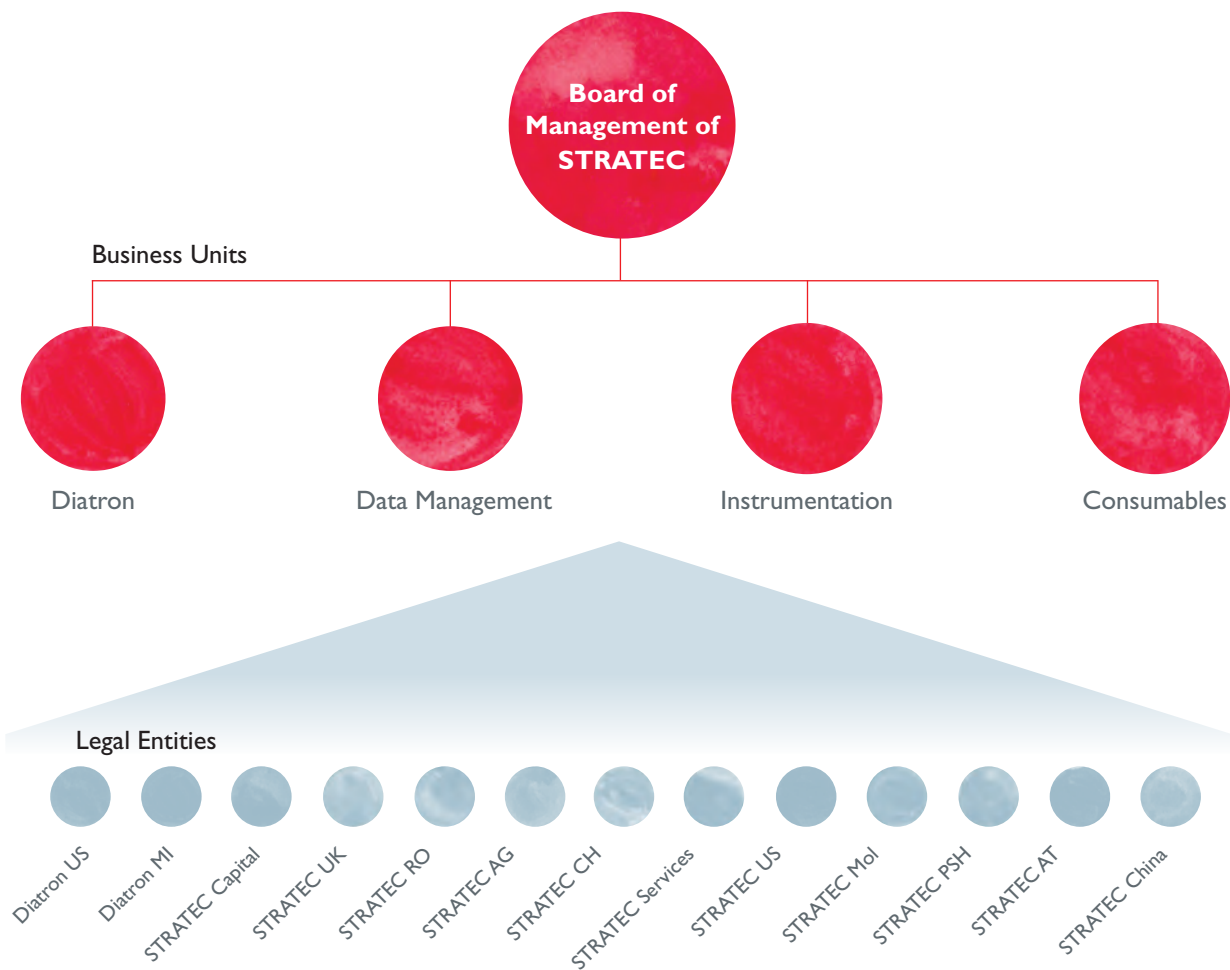 Board of
Management of
STRATEC
Business Units
Diatron
Data Management
Instrumentation
Consumables
Legal Entities
Diatron US
Diatron MI
STRATEC Capital
STRATEC UK
STRATEC RO
STRATEC AG
STRATEC CH
STRATEC Services
STRATEC US
STRATEC Mol
STRATEC PSH
STRATEC AT
STRATEC China